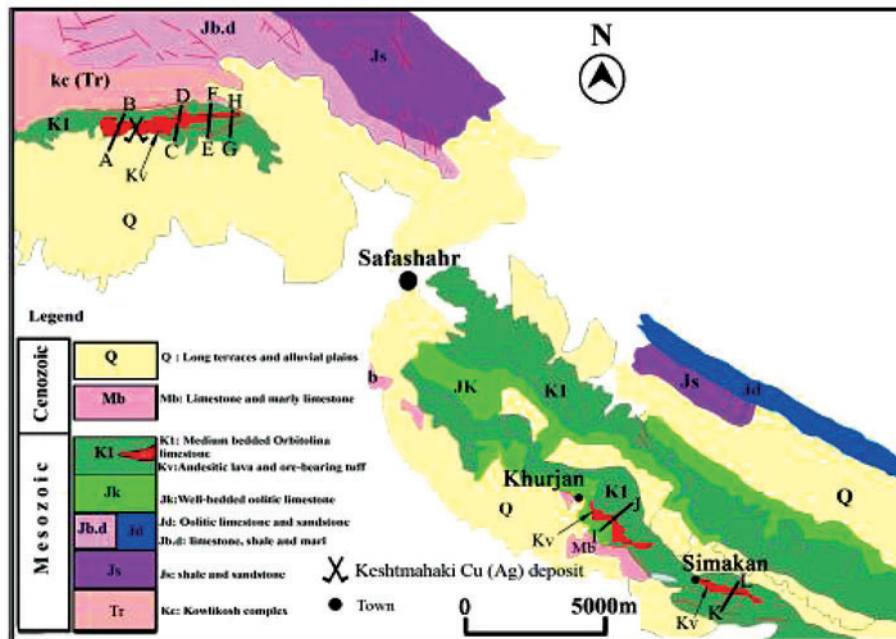 Jb.d
Js
N
kc (Tr)
B
D
F
H
K1
A
Kv
C
E
G
Q
Safashahr
Legend
Cenozoic
Q
Q : Long terraces and alluvial plains
Mb
Mb: Limestone and marly limestone
Mesozoic
K1
K1: Medium bedded Orbitolina
limestone
Kv:Andesitic lava and ore-bearing tuff
Jk
Jk:Well-bedded oolitic limestone
Jb.d
Jd
Jd: Oolitic limestone and sandstone
Jb.d: limestone, shale and marl
Js
Js: shale and sandstone
Tr
Kc: Kowlikosh complex
Keshtmahaki Cu (Ag) deposit
Town
0
5000m
b
JK
K1
Js
Jd
Khurjan
K1
J
Q
Q
I
Kv
Mb
Simakan
L
K
Kv